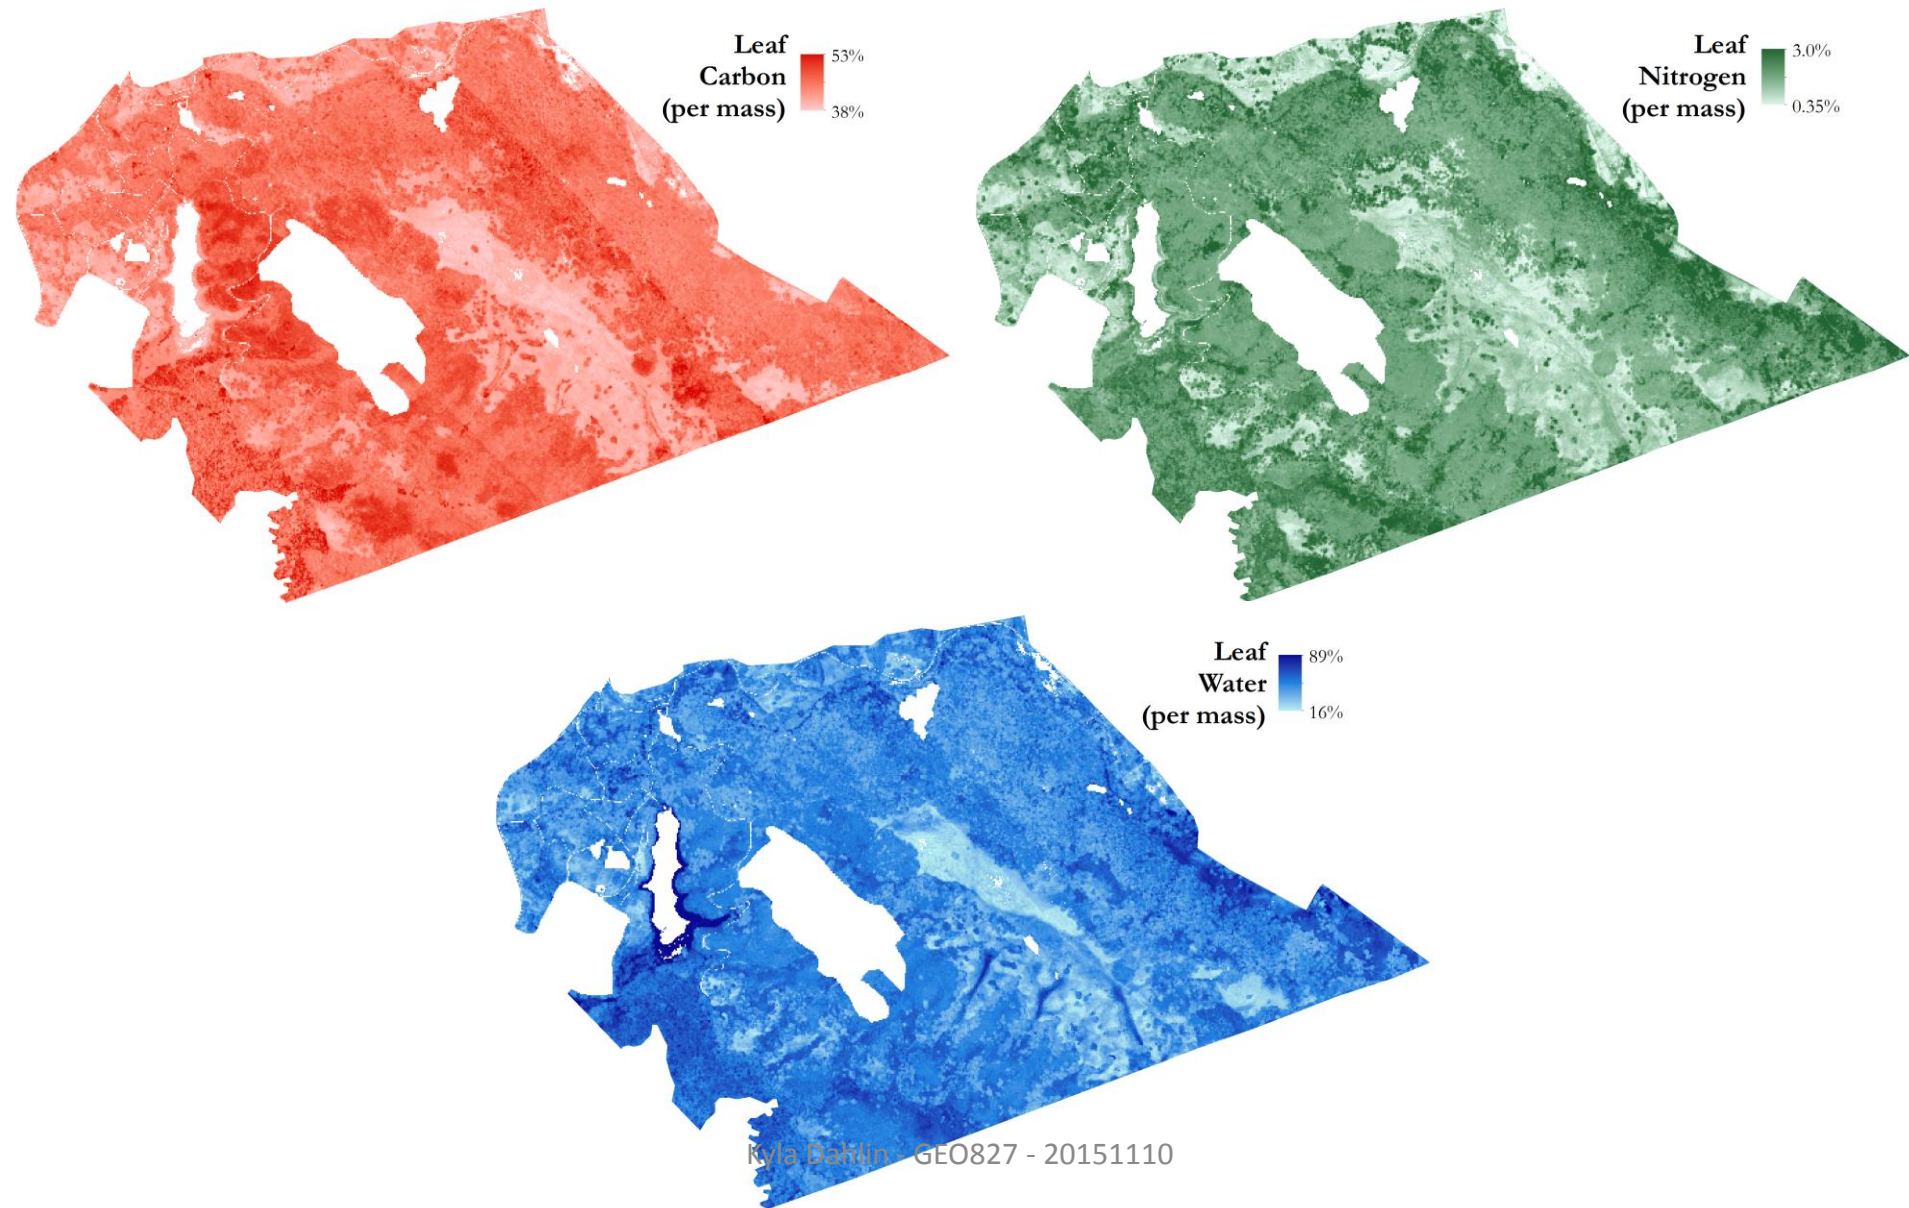 Leaf
Carbon
(per mass)
53%
38%
Leaf
Nitrogen
(per mass)
3.0%
0.35%
Leaf
Water
(per mass)
89%
16%
Kyla Dahlin - GEO827 - 20151110